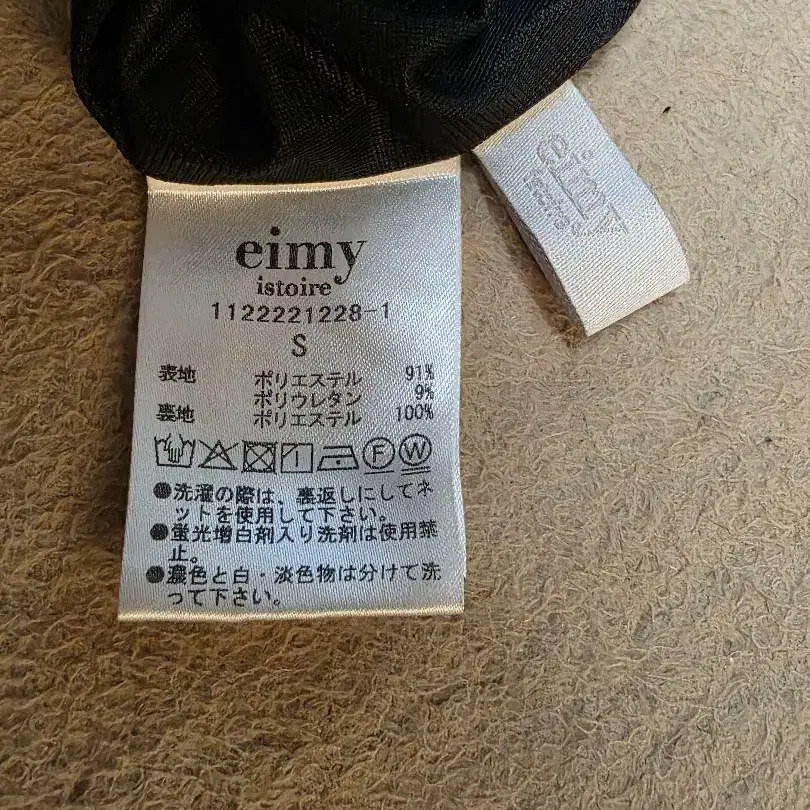 eimy
istoire
1122221228-1
S
表地 ポリエステル 91%
ポリウレタン 9%
裏地 ポリエステル 100%
F W
●洗濯の際は、裏返しにしてネ
ットを使用して下さい。
●蛍光増白剤入り洗剤は使用禁
止。
●濃色と白・淡色物は分けて洗
って下さい。
eimy
istoire